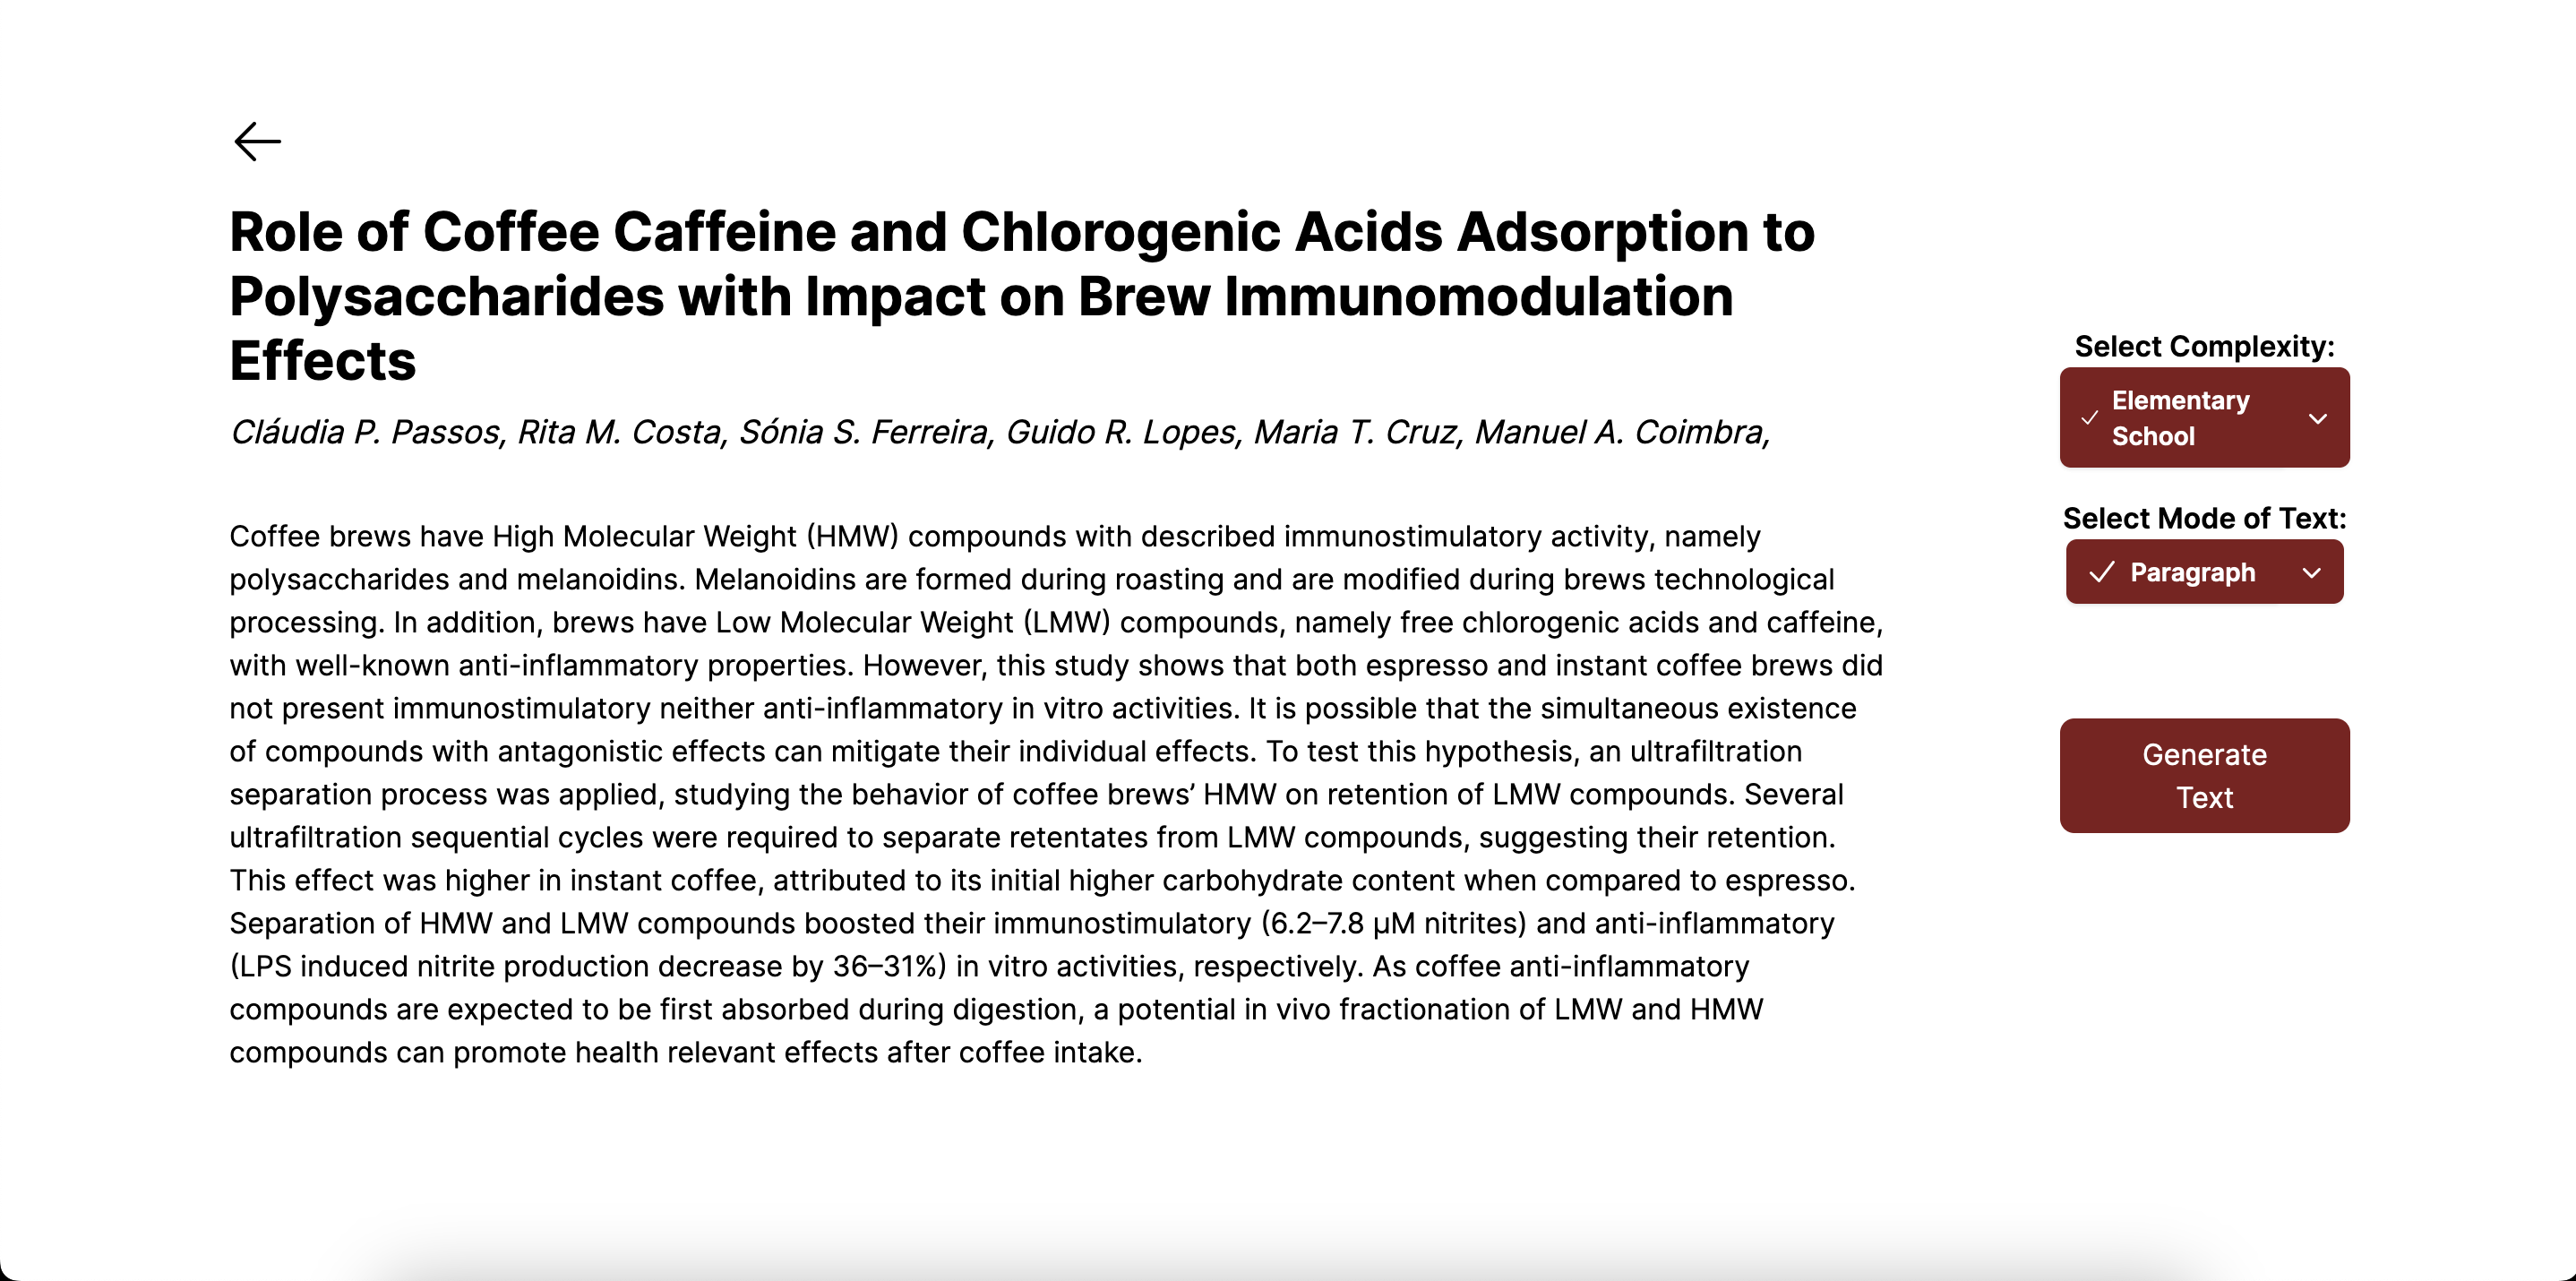 Role of Coffee Caffeine and Chlorogenic Acids Adsorption to
Polysaccharides with Impact on Brew Immunomodulation
Effects
Cláudia P. Passos, Rita M. Costa, Sónia S. Ferreira, Guido R. Lopes, Maria T. Cruz, Manuel A. Coimbra,
Coffee brews have High Molecular Weight (HMW) compounds with described immunostimulatory activity, namely
polysaccharides and melanoidins. Melanoidins are formed during roasting and are modified during brews technological
processing. In addition, brews have Low Molecular Weight (LMW) compounds, namely free chlorogenic acids and caffeine,
with well-known anti-inflammatory properties. However, this study shows that both espresso and instant coffee brews did
not present immunostimulatory neither anti-inflammatory in vitro activities. It is possible that the simultaneous existence
of compounds with antagonistic effects can mitigate their individual effects. To test this hypothesis, an ultrafiltration
separation process was applied, studying the behavior of coffee brews’ HMW on retention of LMW compounds. Several
ultrafiltration sequential cycles were required to separate retentates from LMW compounds, suggesting their retention.
This effect was higher in instant coffee, attributed to its initial higher carbohydrate content when compared to espresso.
Separation of HMW and LMW compounds boosted their immunostimulatory (6.2–7.8 μM nitrites) and anti-inflammatory
(LPS induced nitrite production decrease by 36–31%) in vitro activities, respectively. As coffee anti-inflammatory
compounds are expected to be first absorbed during digestion, a potential in vivo fractionation of LMW and HMW
compounds can promote health relevant effects after coffee intake.
Select Complexity:
Elementary
School
Select Mode of Text:
Paragraph
Generate
Text